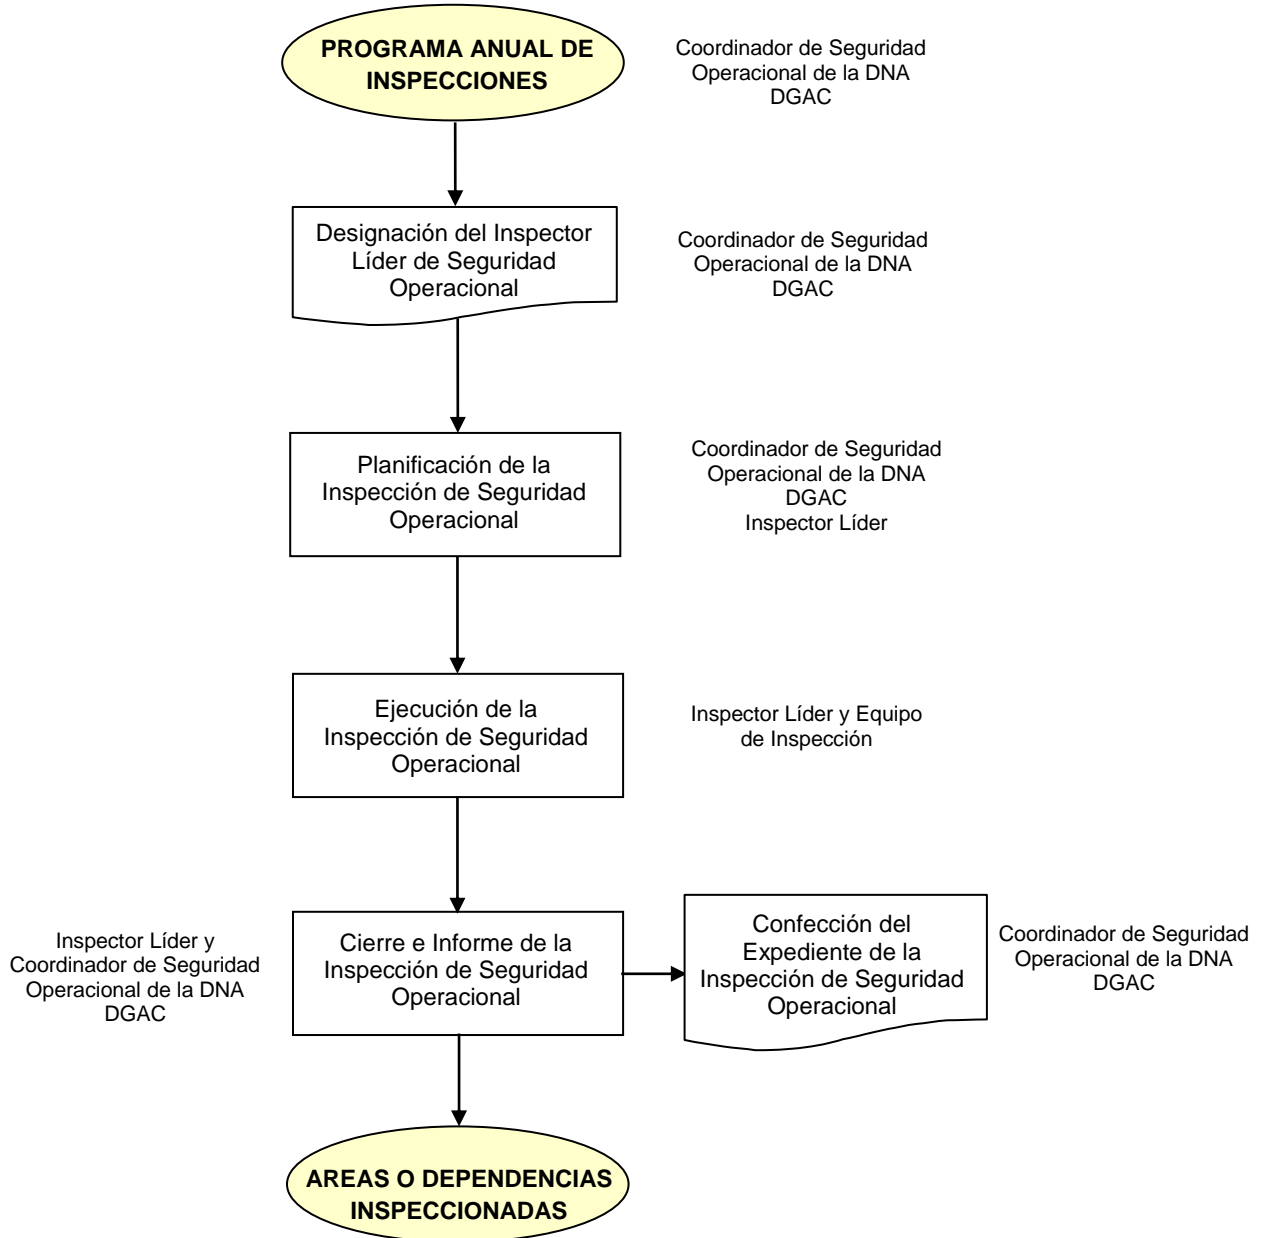 PROGRAMA ANUAL DE
INSPECCIONES
Coordinador de Seguridad
Operacional de la DNA
DGAC
Designación del Inspector
Líder de Seguridad
Operacional
Coordinador de Seguridad
Operacional de la DNA
DGAC
Planificación de la
Inspección de Seguridad
Operacional
Coordinador de Seguridad
Operacional de la DNA
DGAC
Inspector Líder
Ejecución de la
Inspección de Seguridad
Operacional
Inspector Líder y Equipo
de Inspección
Inspector Líder y
Coordinador de Seguridad
Operacional de la DNA
DGAC
Cierre e Informe de la
Inspección de Seguridad
Operacional
Confección del
Expediente de la
Inspección de Seguridad
Operacional
Coordinador de Seguridad
Operacional de la DNA
DGAC
AREAS O DEPENDENCIAS
INSPECCIONADAS